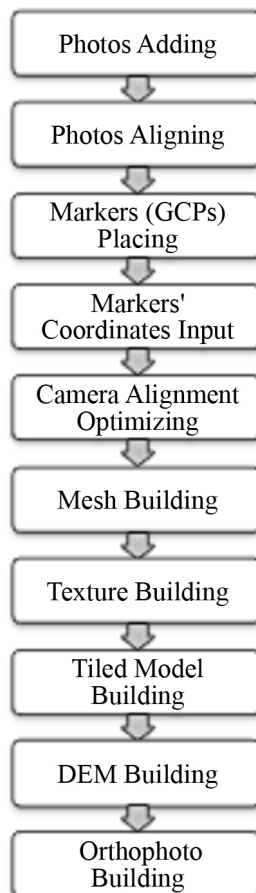 Photos Adding
Photos Aligning
Markers (GCPs)
Placing
Markers'
Coordinates Input
Camera Alignment
Optimizing
Mesh Building
Texture Building
Tiled Model
Building
DEM Building
Orthophoto
Building